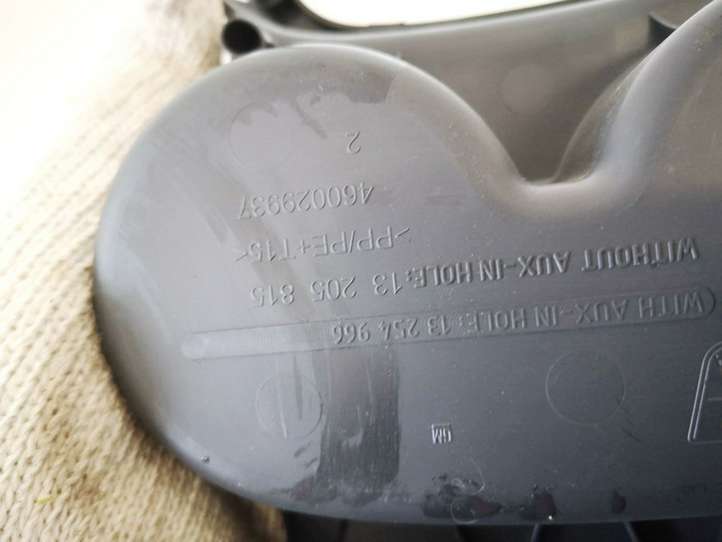 GM
WITH AUX-IN HOLE: 13 254 966
WITHOUT AUX-IN HOLE: 13 205 815
>PP/PE+T15<
460029937
2